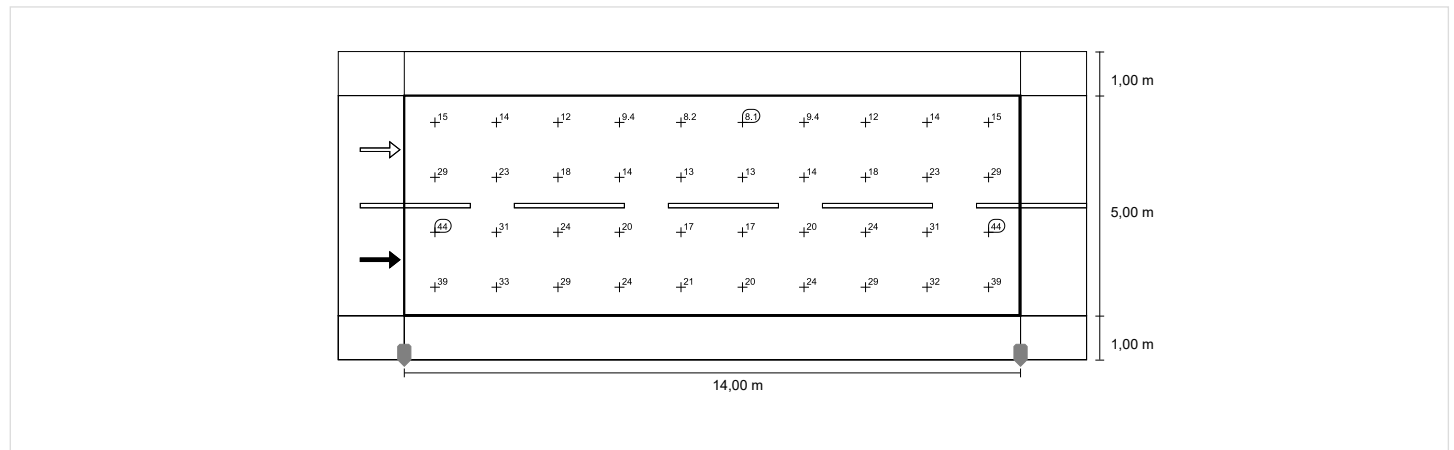 1,00 m
15 14 12 9.4 8.2 8.1 9.4 12 14 15
29 23 18 14 13 13 14 18 23 29
5,00 m
44 31 24 20 17 17 20 24 31 44
39 33 29 24 21 20 24 29 32 39
1,00 m
14,00 m